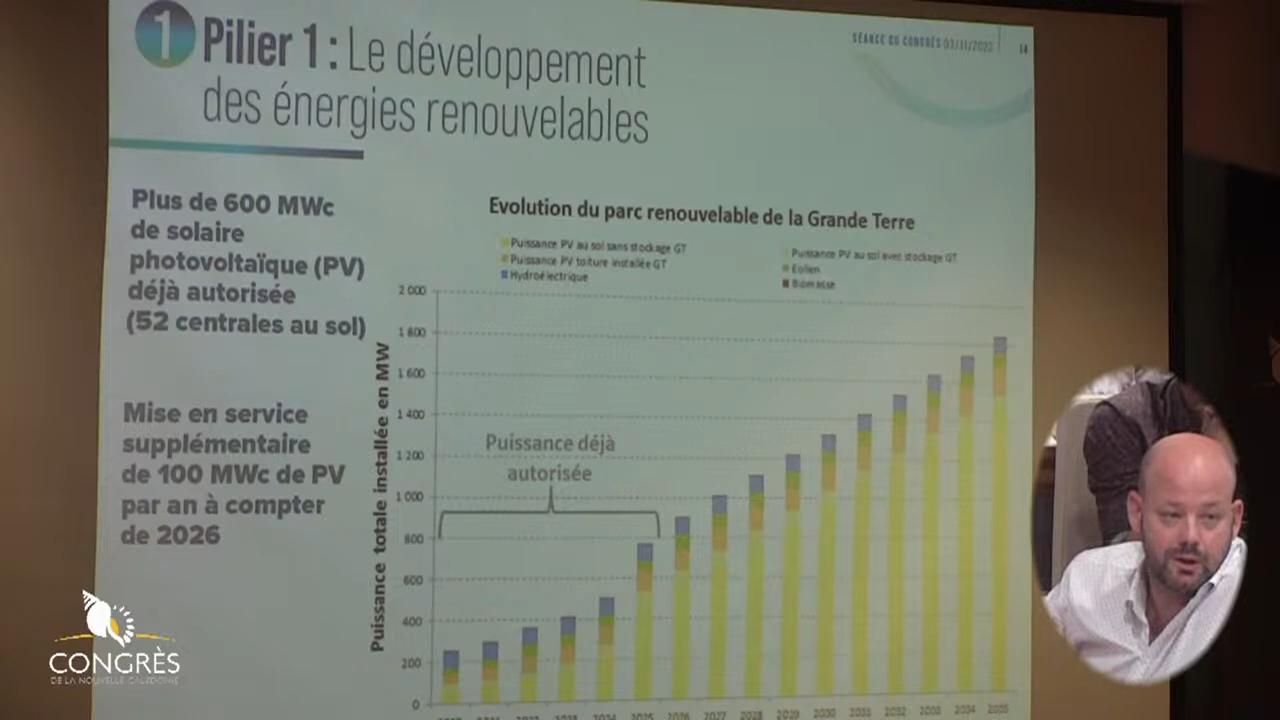 1 Pilier 1 : Le développement
des énergies renouvelables
SÉANCE DU CONGRÈS 03/11/2023
14
Plus de 600 MWc
de solaire
photovoltaïque (PV)
déjà autorisée
(52 centrales au sol)
Mise en service
supplémentaire
de 100 MWc de PV
par an à compter
de 2026
Evolution du parc renouvelable de la Grande Terre
Puissance PV au sol sans stockage GT
Puissance PV au sol avec stockage GT
Puissance PV toiture installée GT
Eolien
Hydroélectrique
Biomasse
Puissance totale installée en MW
2 000
1 800
1 600
1 400
1 200
1 000
800
600
400
200
0
Puissance déjà
autorisée
2025 2026 2027 2028 2029 2030 2031 2032 2033 2034 2035
CONGRÈS
DE LA NOUVELLE-CALÉDONIE